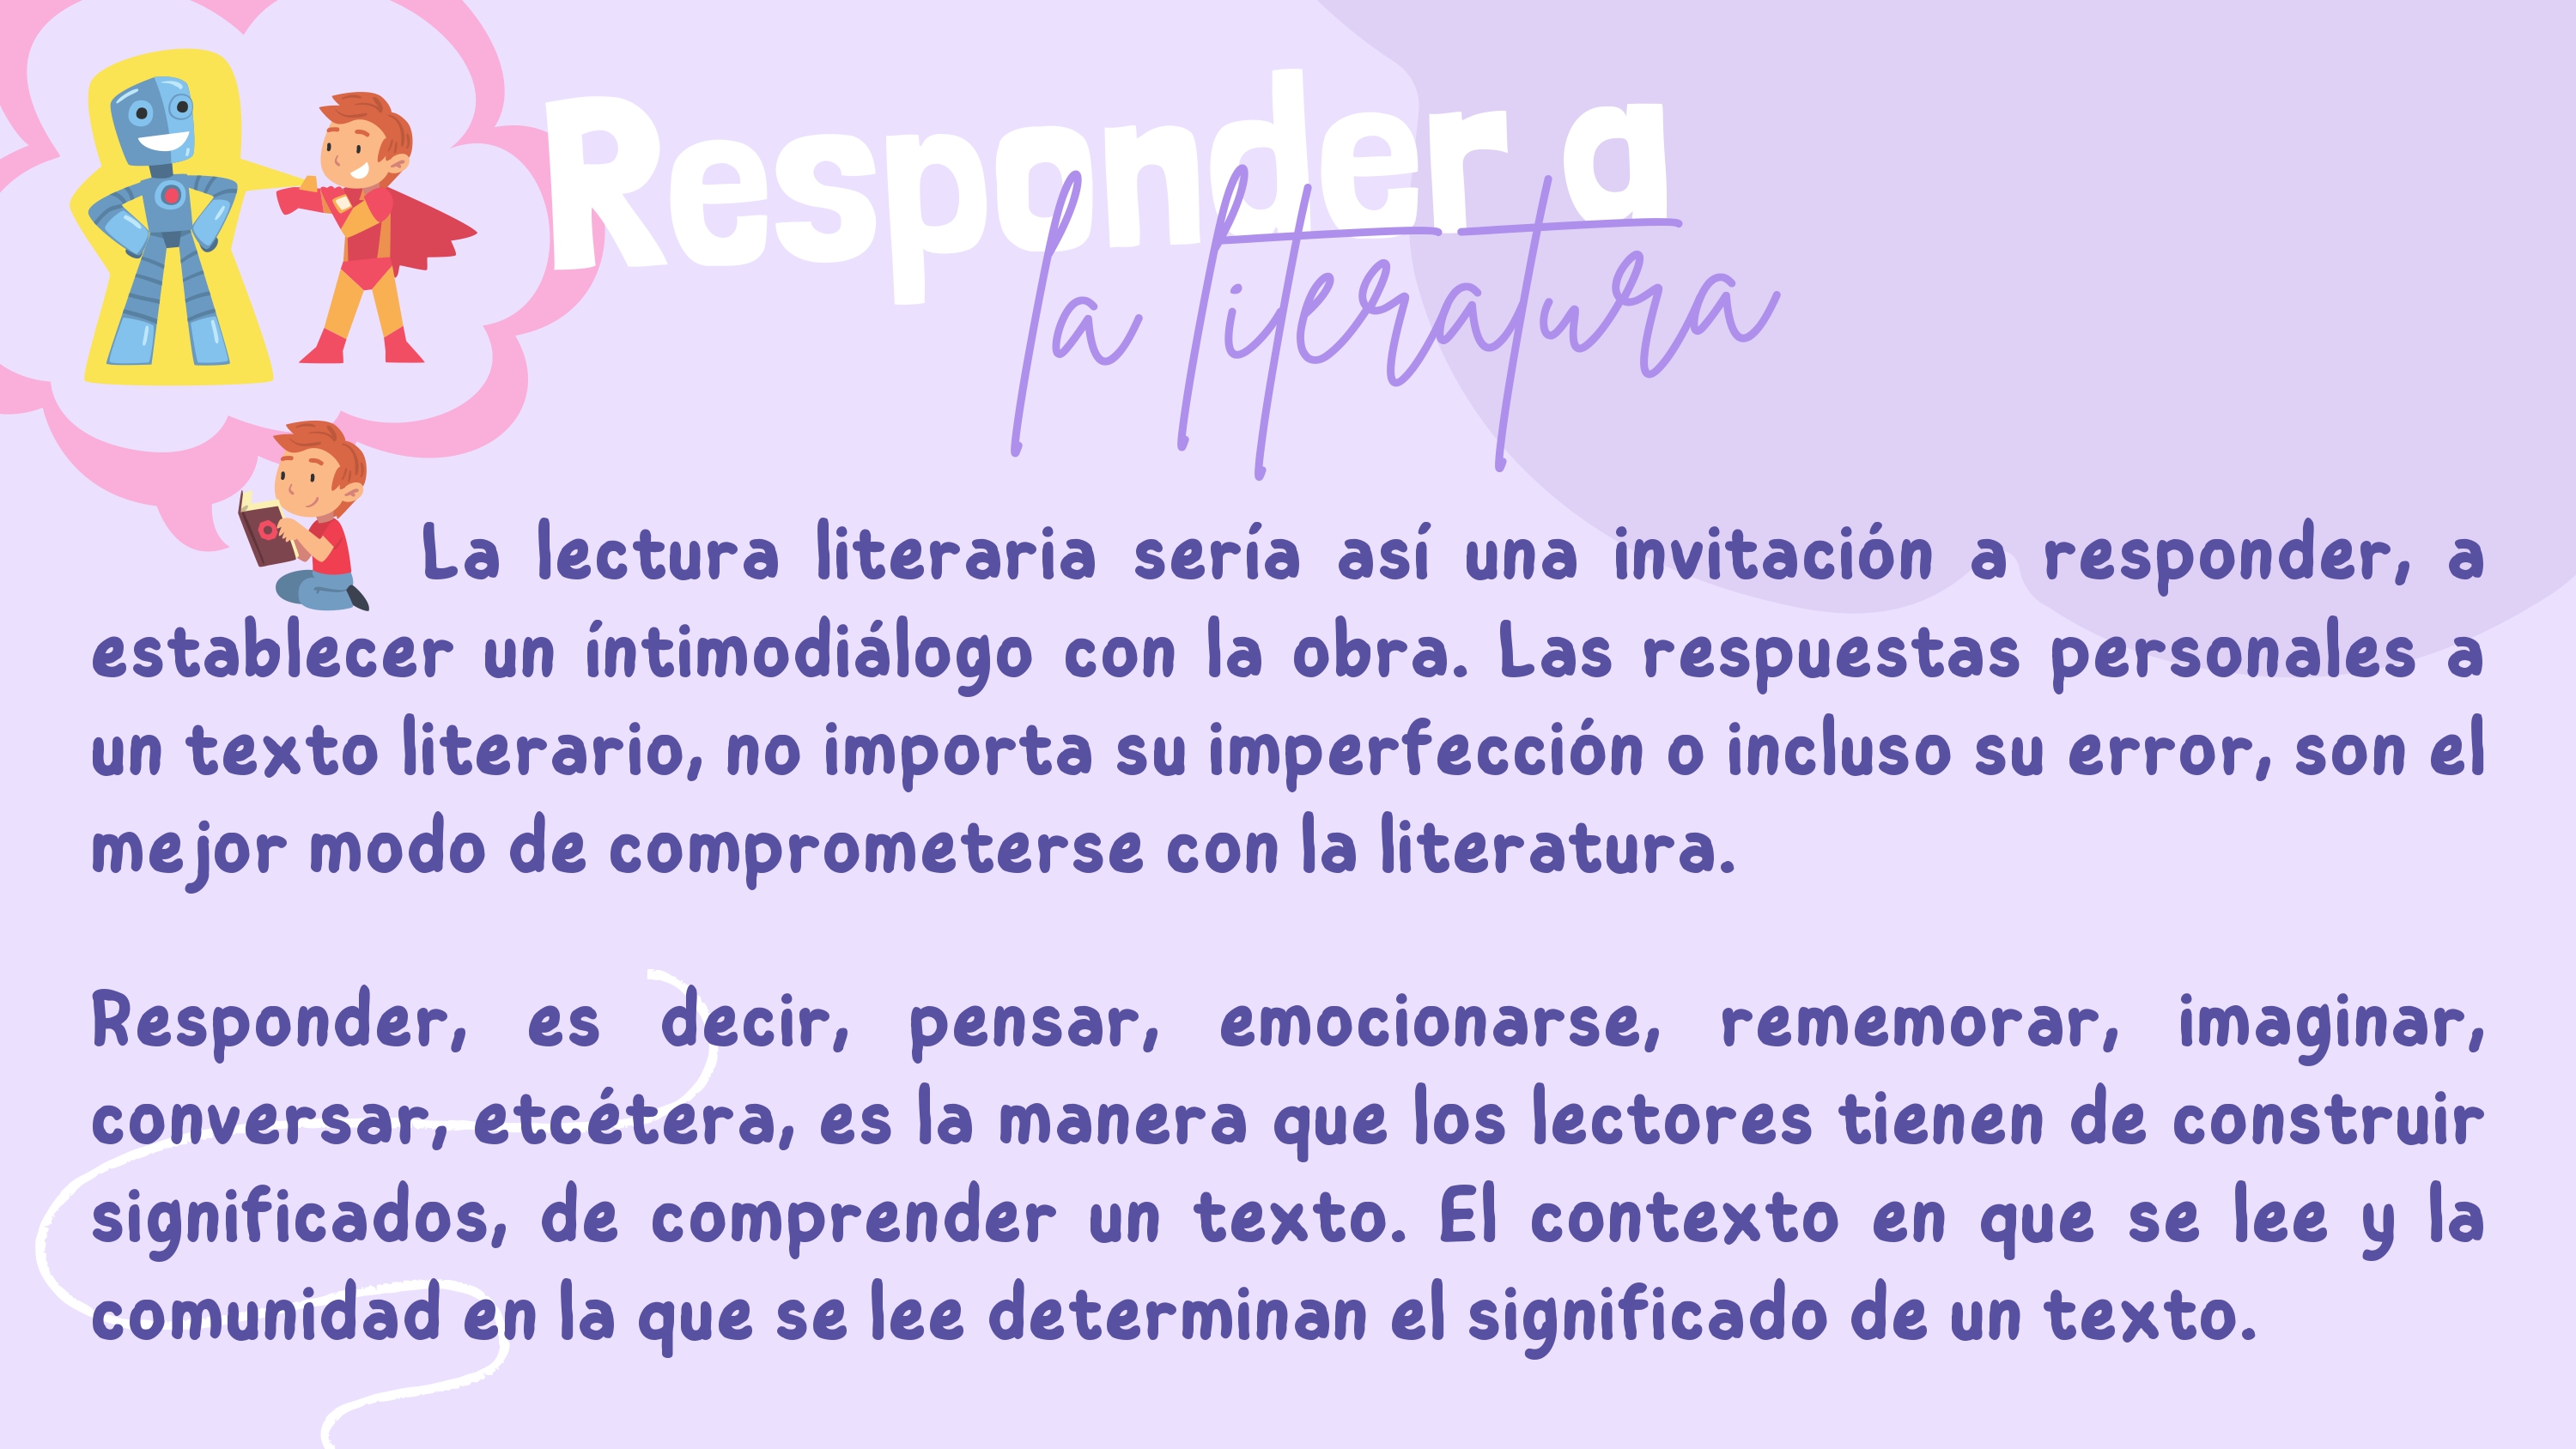 Responder a
la literatura
La lectura literaria sería así una invitación a responder, a
establecer un íntimodiálogo con la obra. Las respuestas personales a
un texto literario, no importa su imperfección o incluso su error, son el
mejor modo de comprometerse con la literatura.
Responder, es decir, pensar, emocionarse, rememorar, imaginar,
conversar, etcétera, es la manera que los lectores tienen de construir
significados, de comprender un texto. El contexto en que se lee y la
comunidad en la que se lee determinan el significado de un texto.